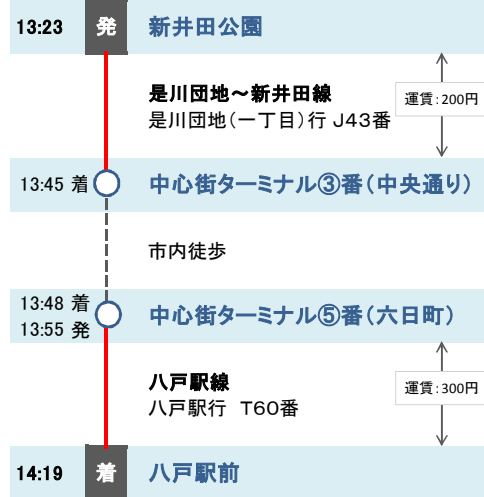 13:23 発 新井田公園
是川団地～新井田線
是川団地（一丁目）行 J43番
運賃：200円
13:45 着 中心街ターミナル③番（中央通り）
市内徒歩
13:48 着
13:55 発
中心街ターミナル⑤番（六日町）
八戸駅線
八戸駅行 T60番
運賃：300円
14:19 着 八戸駅前